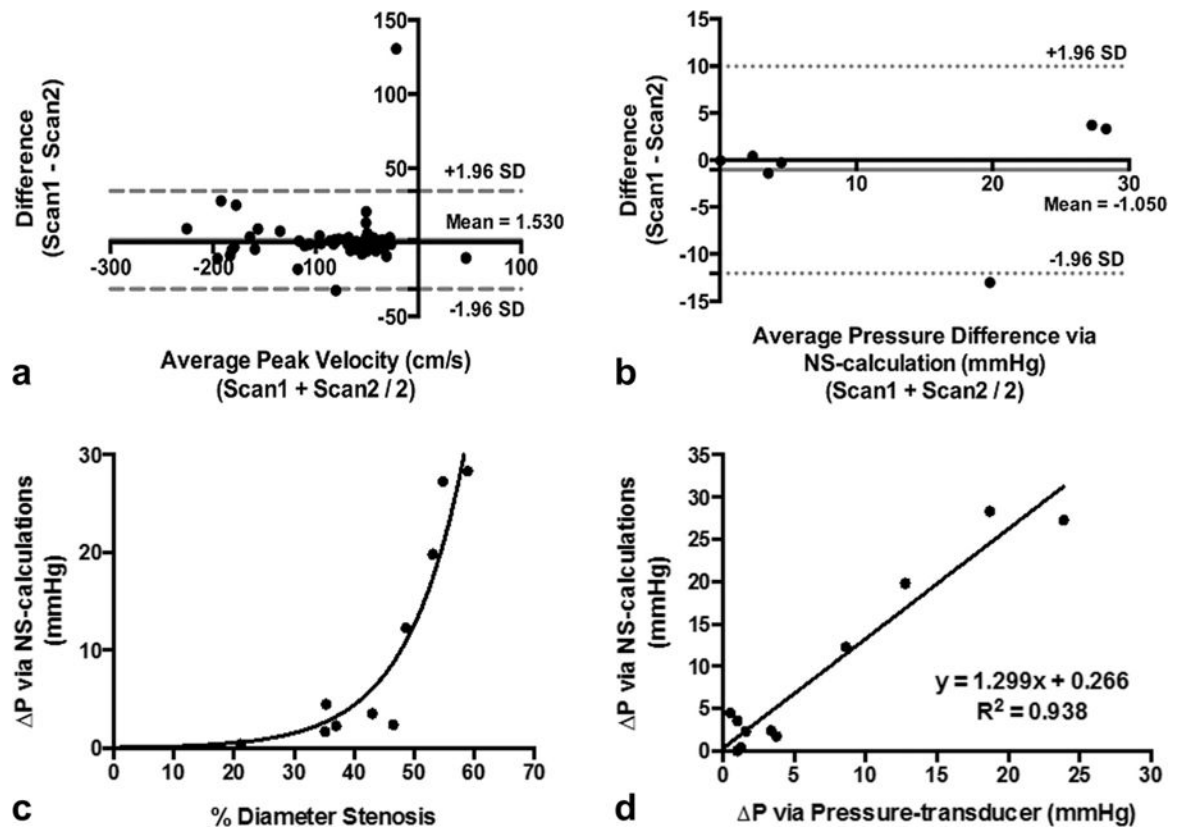 150
100
50
-50
-300
-200
-100
100
Difference
(Scan1 - Scan2)
+1.96 SD
Mean = 1.530
-1.96 SD
Average Peak Velocity (cm/s)
(Scan1 + Scan2 / 2)
a
15
10
5
0
-5
-10
-15
10
20
30
Difference
(Scan1 - Scan2)
+1.96 SD
Mean = -1.050
-1.96 SD
Average Pressure Difference via
NS-calculation (mmHg)
(Scan1 + Scan2 / 2)
b
30
20
10
0
0
10
20
30
40
50
60
70
ΔP via NS-calculations
(mmHg)
% Diameter Stenosis
c
35
30
25
20
15
10
5
0
0
5
10
15
20
25
30
ΔP via NS-calculations
(mmHg)
y = 1.299x + 0.266
R² = 0.938
ΔP via Pressure-transducer (mmHg)
d